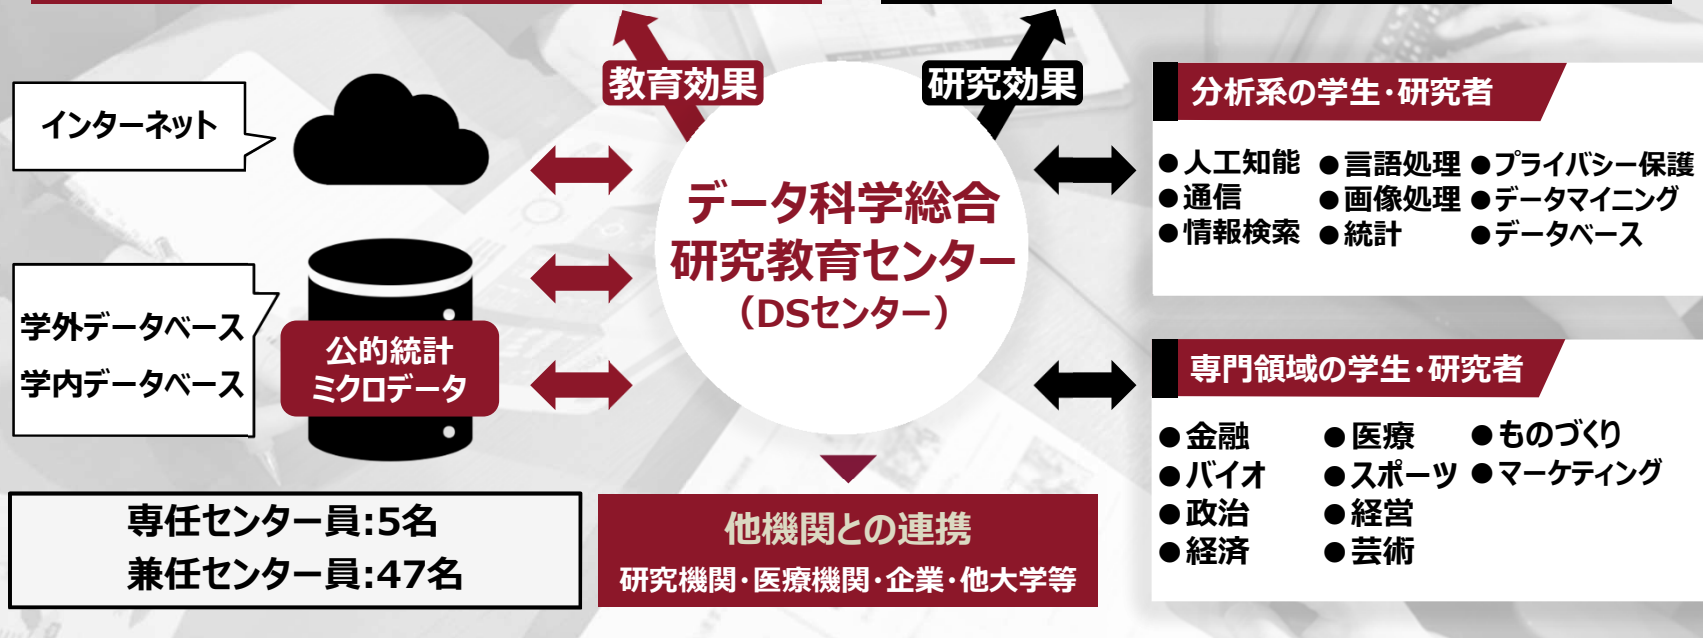 教育効果
研究効果
インターネット
学外データベース
学内データベース
公的統計
ミクロデータ
専任センター員:5名
兼任センター員:47名
データ科学総合
研究教育センター
（DSセンター）
他機関との連携
研究機関・医療機関・企業・他大学等
分析系の学生・研究者
●人工知能 ●言語処理 ●プライバシー保護
●通信 ●画像処理 ●データマイニング
●情報検索 ●統計 ●データベース
専門領域の学生・研究者
●金融 ●医療 ●ものづくり
●バイオ ●スポーツ ●マーケティング
●政治 ●経営
●経済 ●芸術